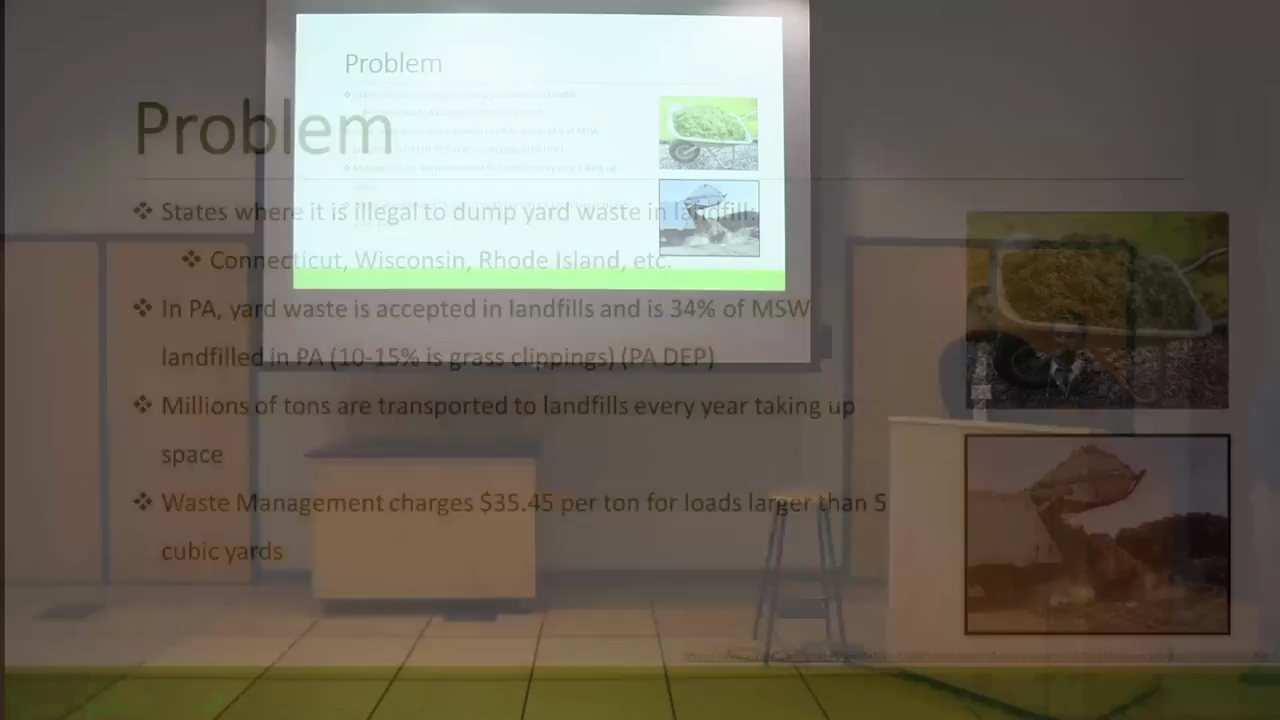 Problem
Problem
❖ States where it is illegal to dump yard waste in landfill:
❖ Connecticut, Wisconsin, Rhode Island, etc.
❖ In PA, yard waste is accepted in landfills and is 34% of MSW
landfilled in PA (10-15% is grass clippings) (PA DEP)
❖ Millions of tons are transported to landfills every year taking up
space
❖ Waste Management charges $35.45 per ton for loads larger than 5
cubic yards